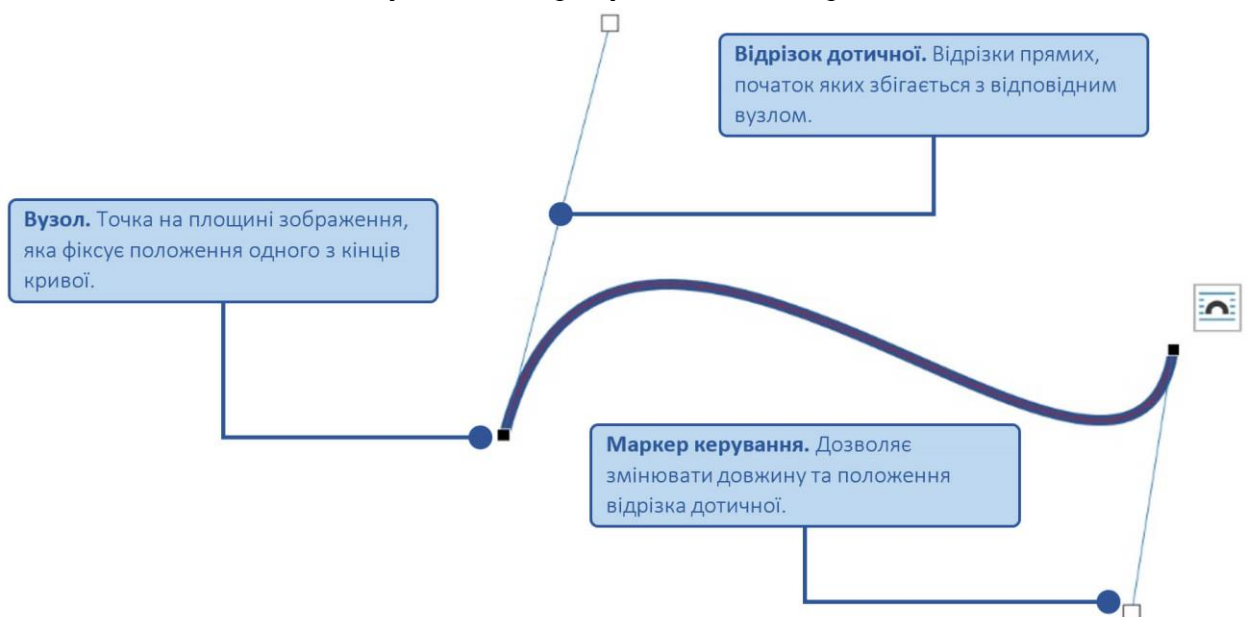 Відрізок дотичної. Відрізки прямих,
початок яких збігається з відповідним
вузлом.
Вузол. Точка на площині зображення,
яка фіксує положення одного з кінців
кривої.
Маркер керування. Дозволяє
змінювати довжину та положення
відрізка дотичної.